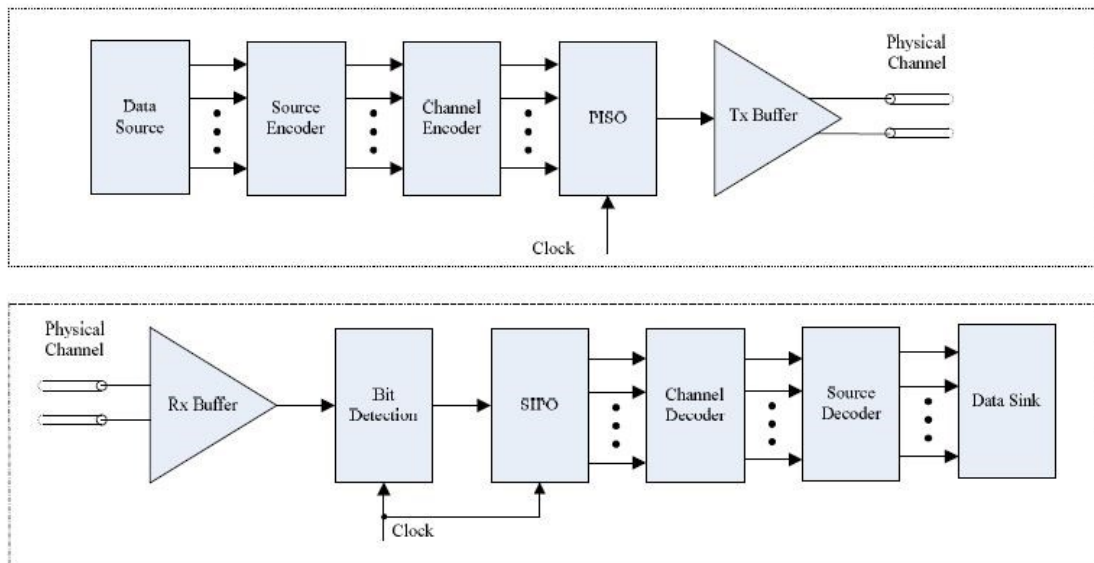 Physical
Channel
Data
Source
Source
Encoder
Channel
Encoder
PISO
Tx Buffer
Clock
Physical
Channel
Rx Buffer
Bit
Detection
SIPO
Channel
Decoder
Source
Decoder
Data Sink
Clock